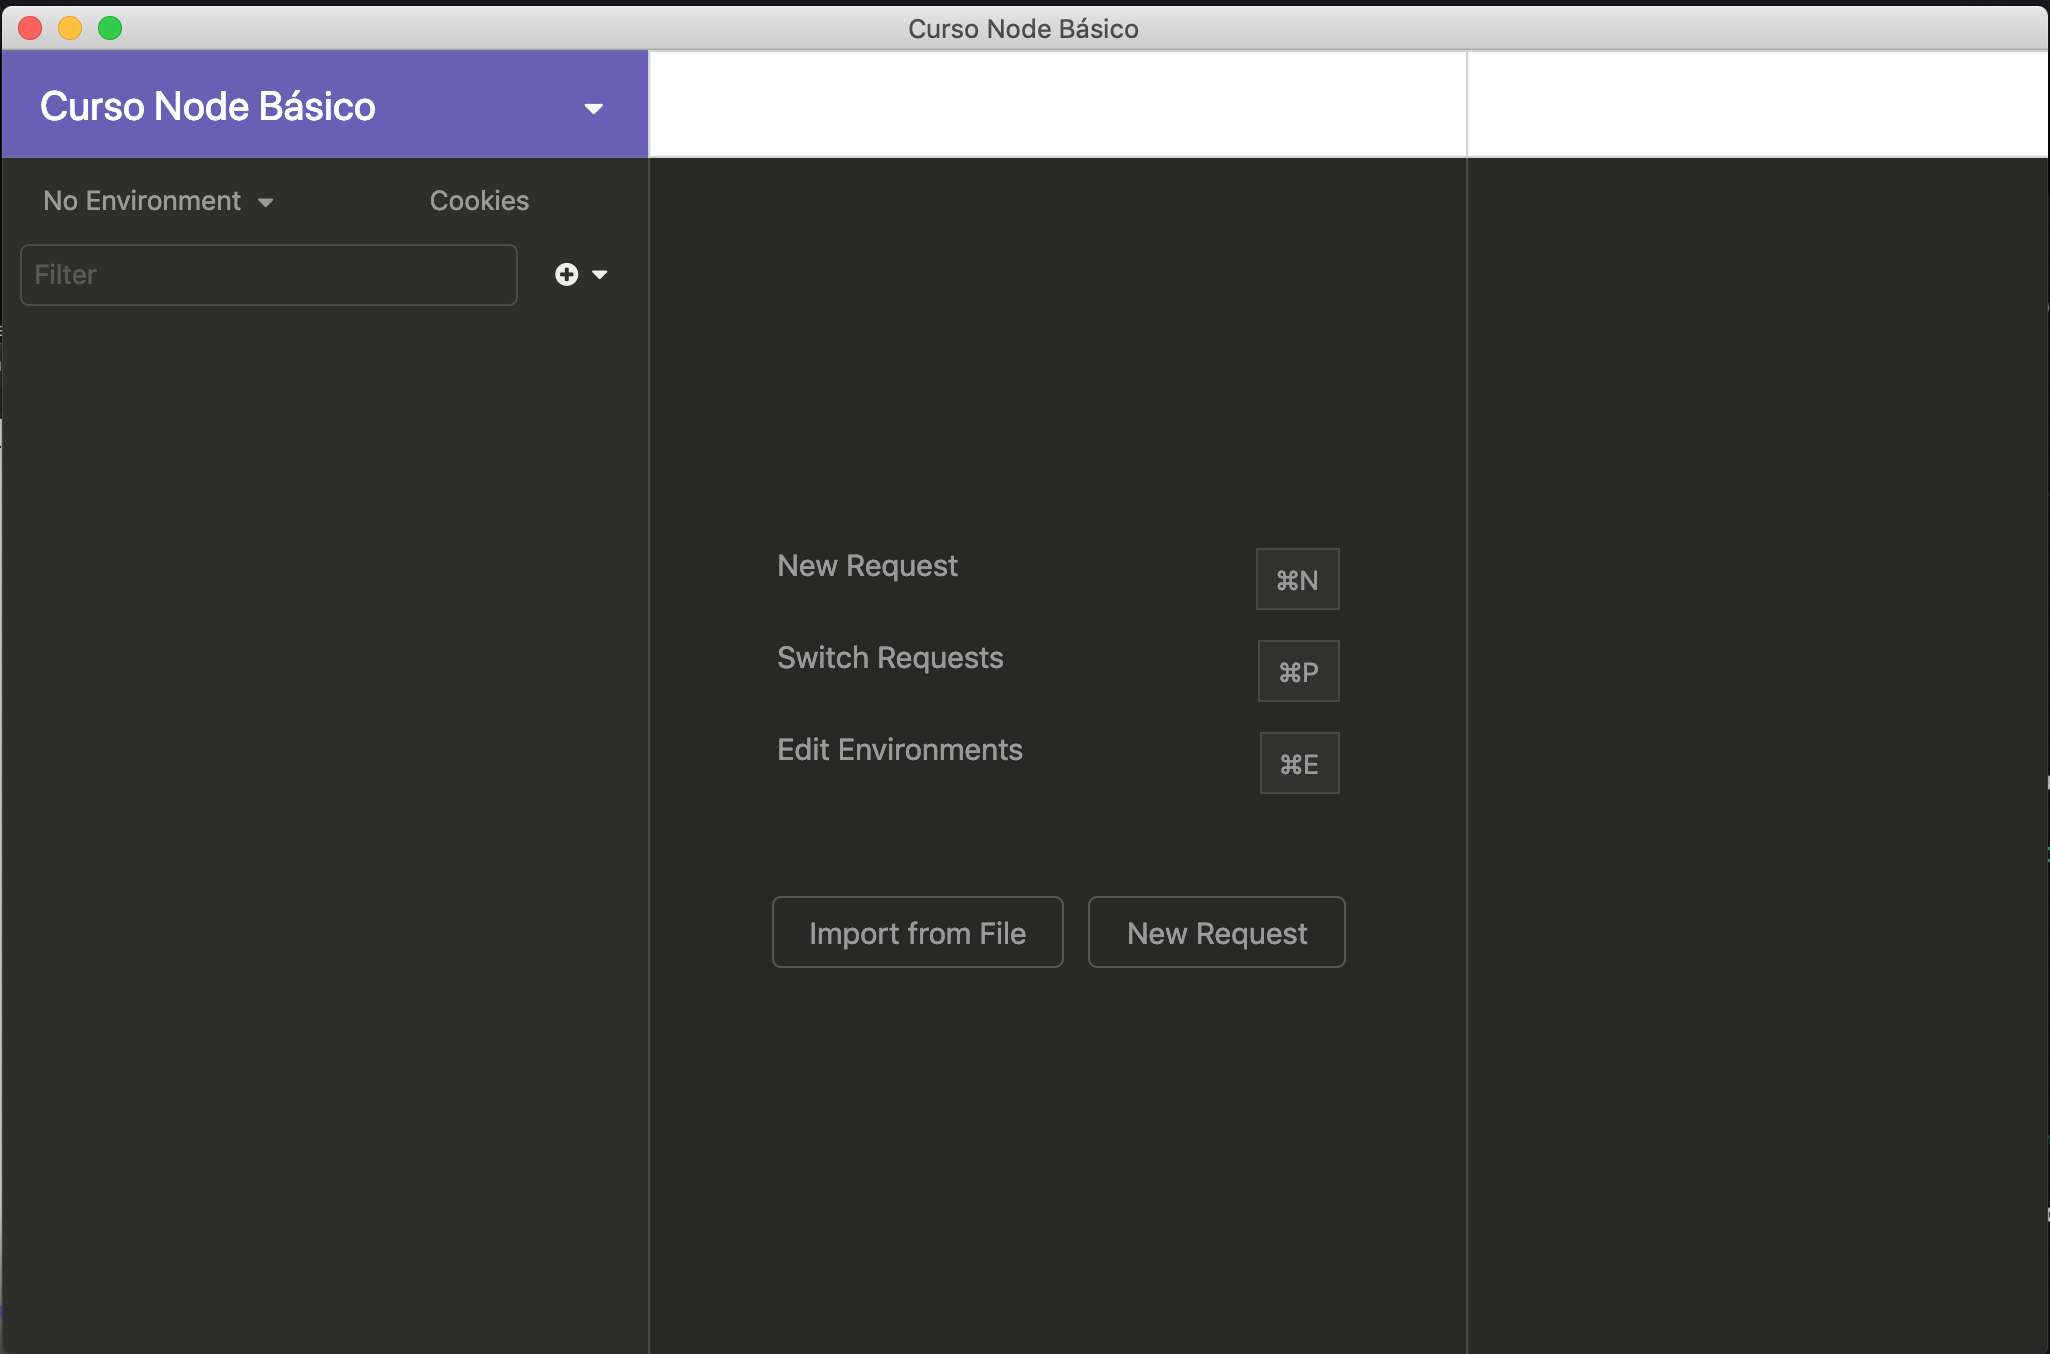 Curso Node Básico
Curso Node Básico
No Environment
Cookies
Filter
New Request
⌘N
Switch Requests
⌘P
Edit Environments
⌘E
Import from File
New Request